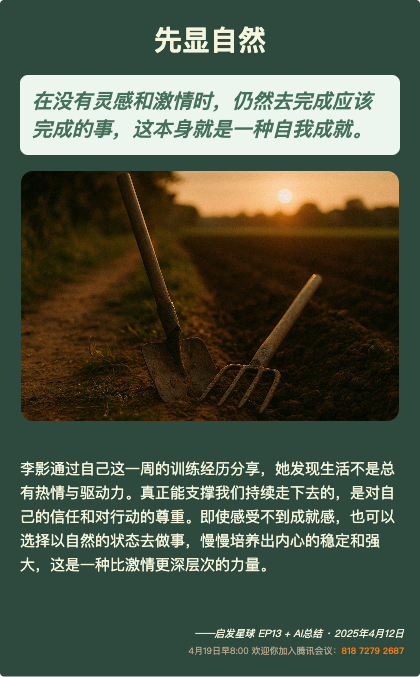 先显自然
在没有灵感和激情时，仍然去完成应该
完成的事，这本身就是一种自我成就。
李影通过自己这一周的训练经历分享，她发现生活不是总
有热情与驱动力。真正能支撑我们持续走下去的，是对自
己的信任和对行动的尊重。即使感受不到成就感，也可以
选择以自然的状态去做事，慢慢培养出内心的稳定和强
大，这是一种比激情更深层次的力量。
——启发星球 EP13 + AI总结 · 2025年4月12日
4月19日早8:00 欢迎你加入腾讯会议：818 7279 2687